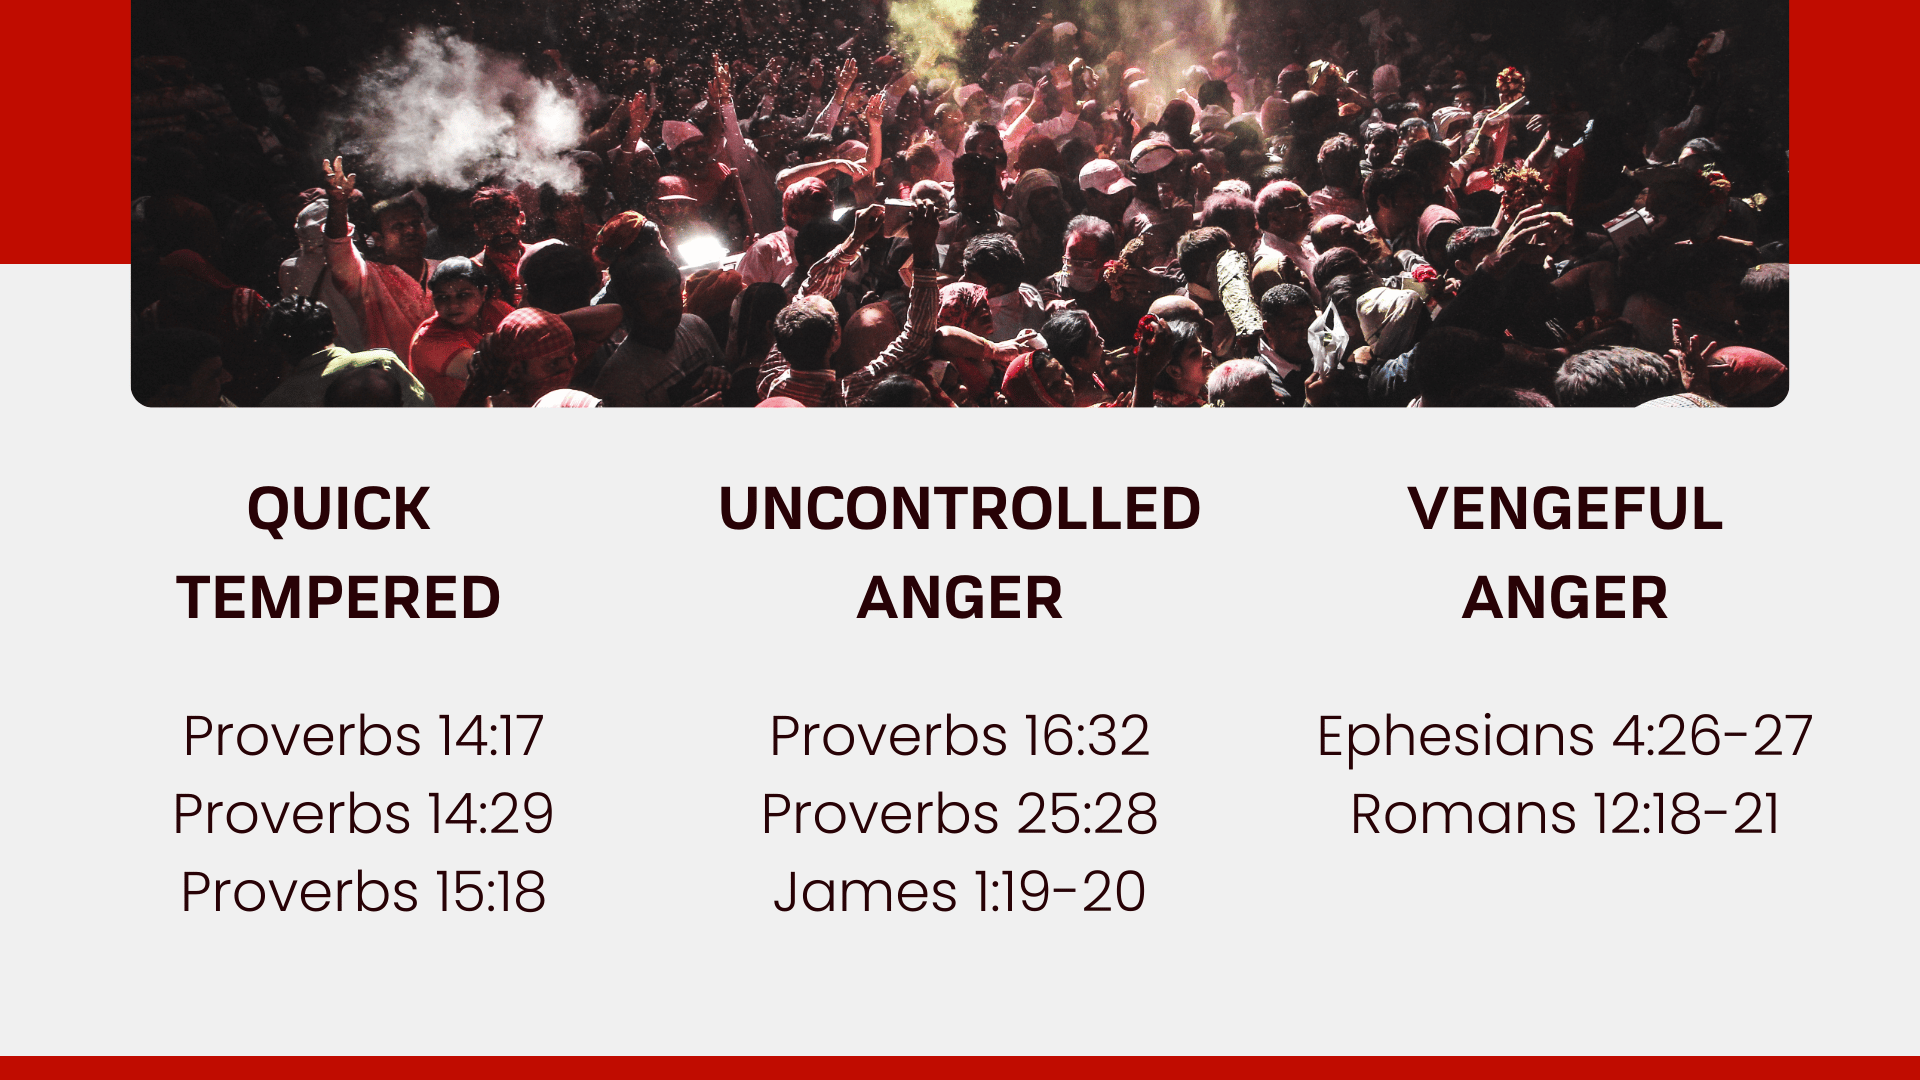 QUICK
TEMPERED
Proverbs 14:17
Proverbs 14:29
Proverbs 15:18
UNCONTROLLED
ANGER
Proverbs 16:32
Proverbs 25:28
James 1:19-20
VENGEFUL
ANGER
Ephesians 4:26-27
Romans 12:18-21